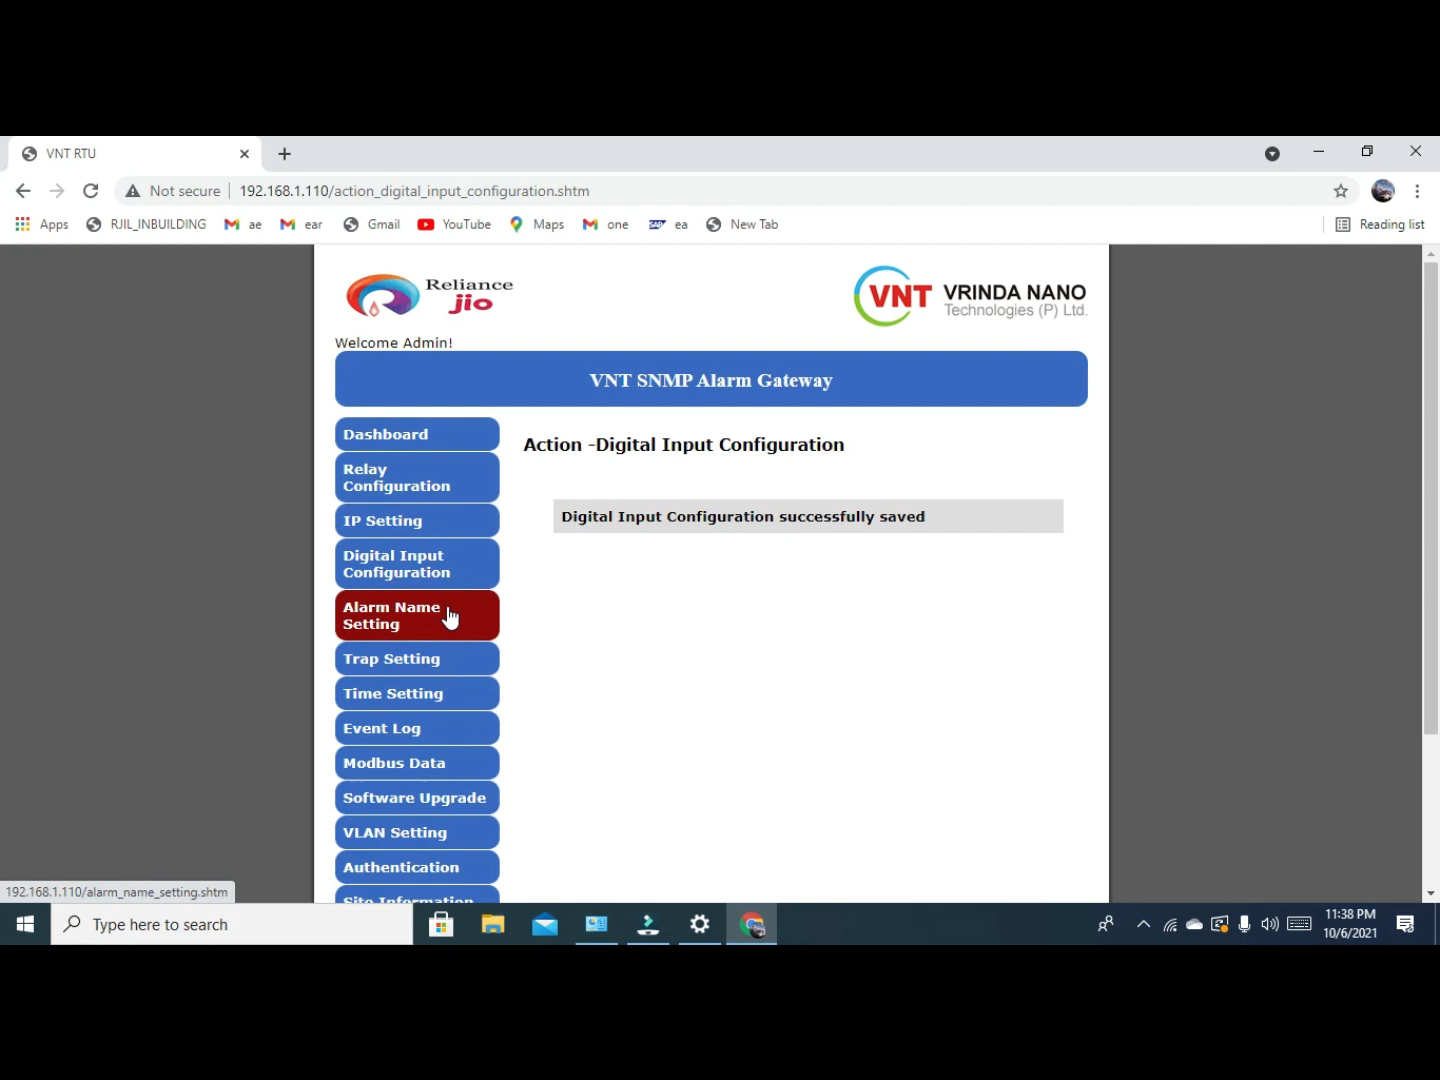 VNT RTU
Not secure
192.168.1.110/action_digital_input_configuration.shtm
Apps
RJIL_INBUILDING
ae
ear
Gmail
YouTube
Maps
one
SAP
ea
New Tab
Reading list
Reliance
jio
VNT
VRINDA NANO
Technologies (P) Ltd.
Welcome Admin!
VNT SNMP Alarm Gateway
Dashboard
Relay
Configuration
IP Setting
Digital Input
Configuration
Alarm Name
Setting
Trap Setting
Time Setting
Event Log
Modbus Data
Software Upgrade
VLAN Setting
Authentication
Site Information
Action -Digital Input Configuration
Digital Input Configuration successfully saved
192.168.1.110/alarm_name_setting.shtm
Type here to search
11:38 PM
10/6/2021